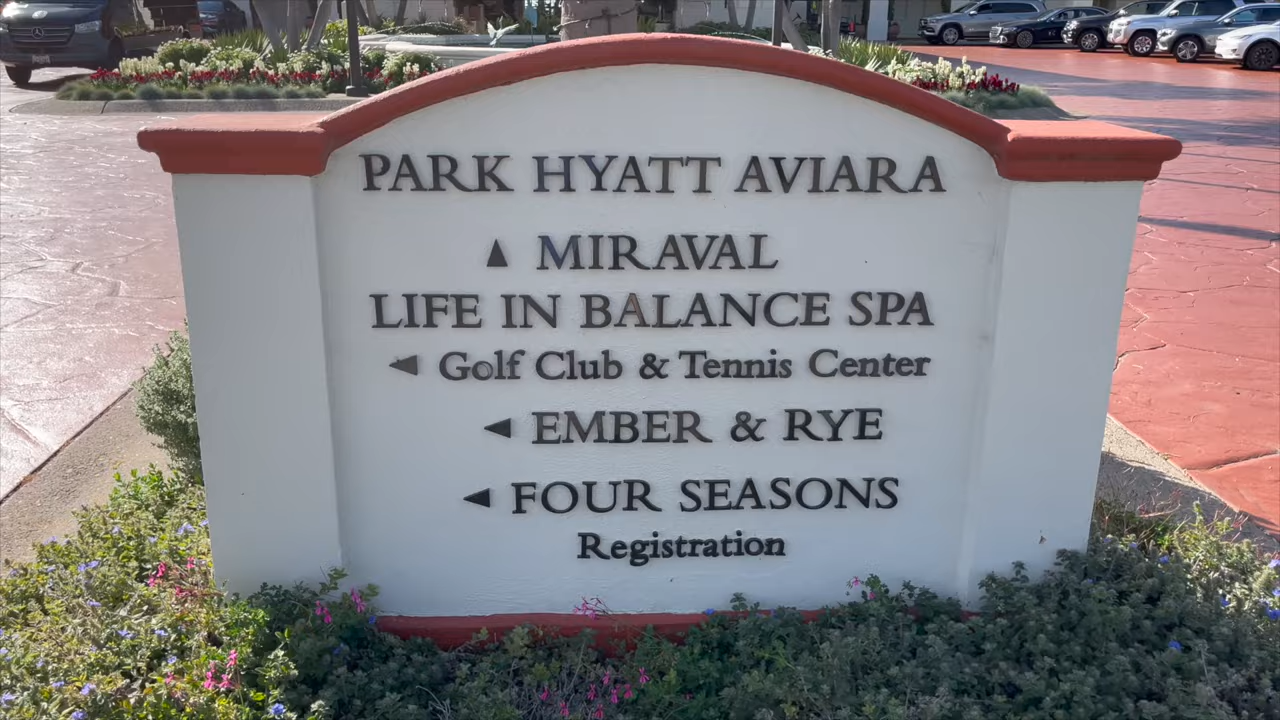 PARK HYATT AVIARA
▲ MIRAVAL
LIFE IN BALANCE SPA
◀ Golf Club & Tennis Center
◀ EMBER & RYE
◀ FOUR SEASONS
Registration